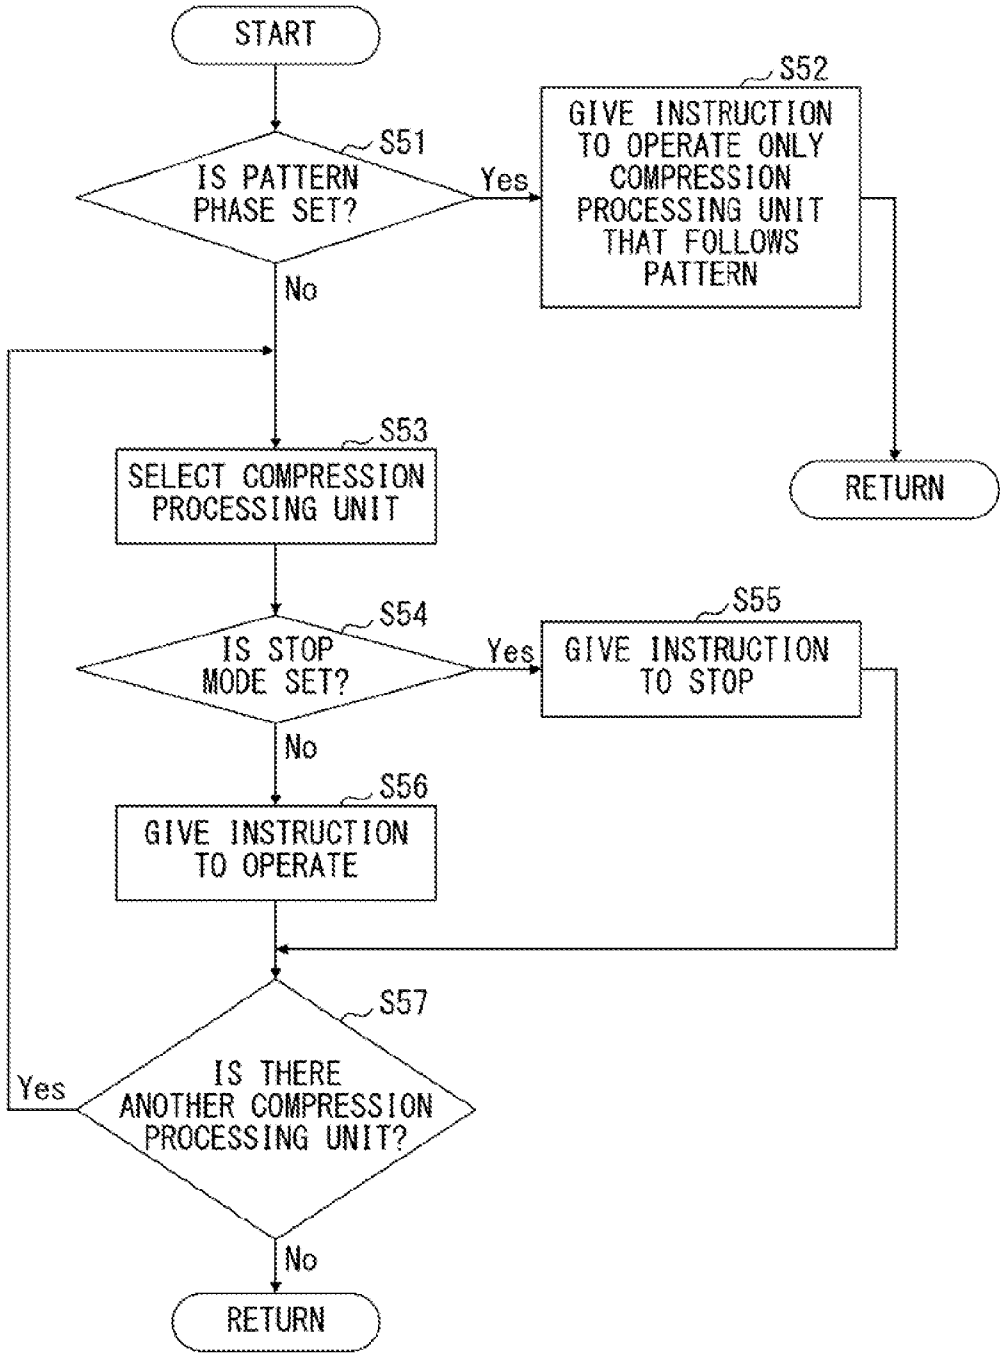 START
S51
IS PATTERN
PHASE SET?
Yes
S52
GIVE INSTRUCTION
TO OPERATE ONLY
COMPRESSION
PROCESSING UNIT
THAT FOLLOWS
PATTERN
RETURN
No
S53
SELECT COMPRESSION
PROCESSING UNIT
S54
IS STOP
MODE SET?
Yes
S55
GIVE INSTRUCTION
TO STOP
No
S56
GIVE INSTRUCTION
TO OPERATE
S57
IS THERE
ANOTHER COMPRESSION
PROCESSING UNIT?
Yes
No
RETURN